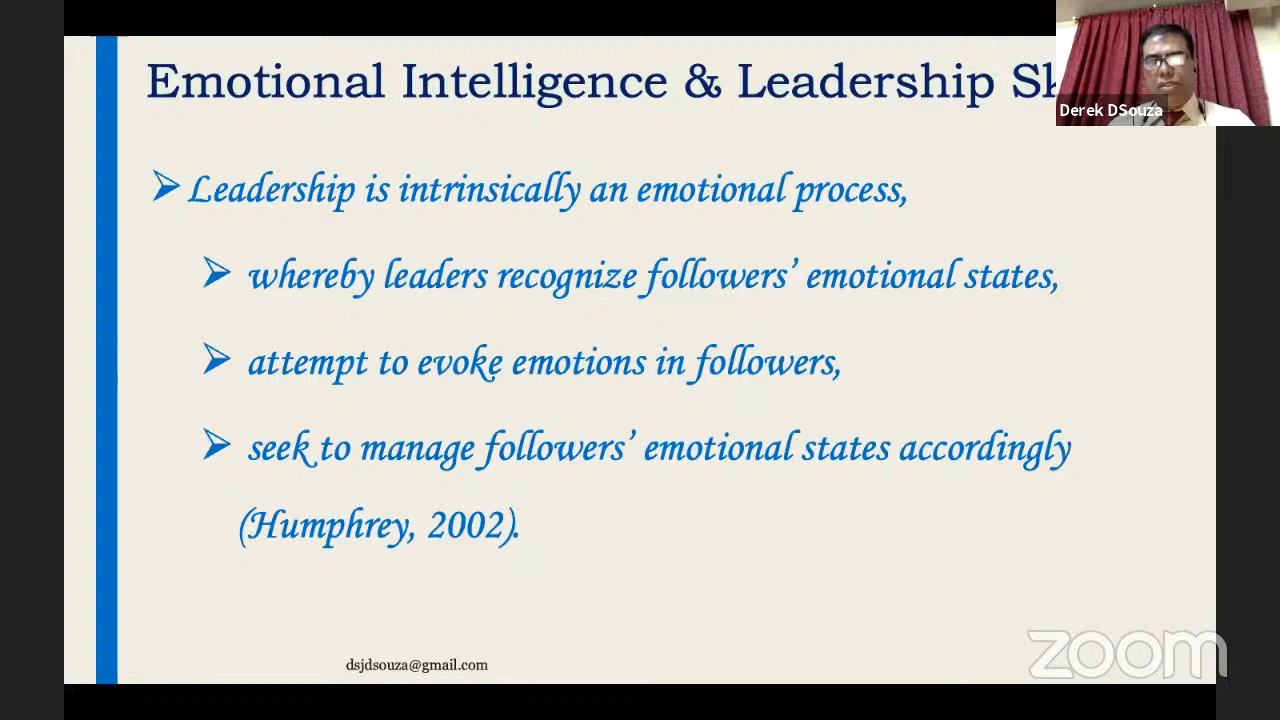 Emotional Intelligence & Leadership
Derek DSouza
➢ Leadership is intrinsically an emotional process,
➢ whereby leaders recognize followers’ emotional states,
➢ attempt to evoke emotions in followers,
➢ seek to manage followers’ emotional states accordingly
(Humphrey, 2002).
dsjdsouza@gmail.com
zoom